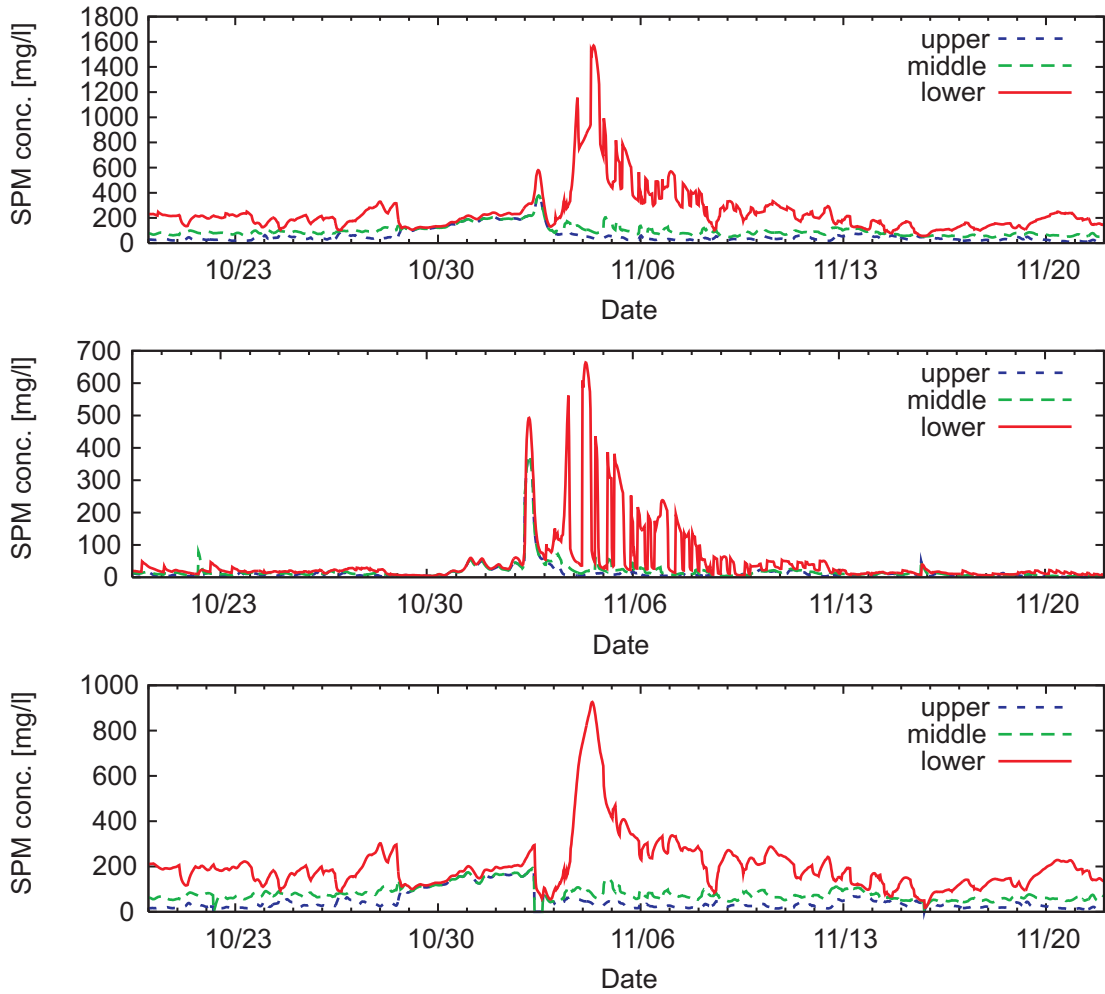 SPM conc. [mg/l]
1800
1600
1400
1200
1000
800
600
400
200
0
upper
middle
lower
10/23 10/30 11/06 11/13 11/20
Date
SPM conc. [mg/l]
700
600
500
400
300
200
100
0
upper
middle
lower
10/23 10/30 11/06 11/13 11/20
Date
SPM conc. [mg/l]
1000
800
600
400
200
0
upper
middle
lower
10/23 10/30 11/06 11/13 11/20
Date